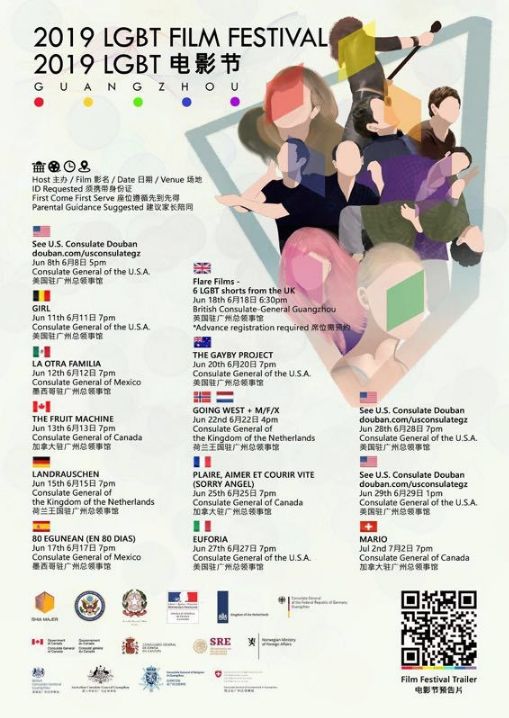 2019 LGBT FILM FESTIVAL
2019 LGBT 电影节
GUANGZHOU
Host 主办 / Film 影名 / Date 日期 / Venue 场地
ID Requested 须携带身份证
First Come First Serve 座位遵循先到先得
Parental Guidance Suggested 建议家长陪同
See U.S. Consulate Douban
douban.com/usconsulategz
Jun 8th 6月8日 5pm
Consulate General of the U.S.A.
美国驻广州总领事馆
GIRL
Jun 11th 6月11日 7pm
Consulate General of the U.S.A.
美国驻广州总领事馆
LA OTRA FAMILIA
Jun 12th 6月12日 7pm
Consulate General of Mexico
墨西哥驻广州总领事馆
THE FRUIT MACHINE
Jun 13th 6月13日 7pm
Consulate General of Canada
加拿大驻广州总领事馆
LANDRAUSCHEN
Jun 15th 6月15日 7pm
Consulate General of
the Kingdom of the Netherlands
荷兰王国驻广州总领事馆
80 EGUNEAN (EN 80 DIAS)
Jun 17th 6月17日 7pm
Consulate General of Mexico
墨西哥驻广州总领事馆
Flare Films -
6 LGBT shorts from the UK
Jun 18th 6月18日 6:30pm
British Consulate-General Guangzhou
英国驻广州总领事馆
*Advance registration required 席位需预约
THE GAYBY PROJECT
Jun 20th 6月20日 7pm
Consulate General of the U.S.A.
美国驻广州总领事馆
GOING WEST + M/F/X
Jun 22nd 6月22日 4pm
Consulate General of
the Kingdom of the Netherlands
荷兰王国驻广州总领事馆
PLAIRE, AIMER ET COURIR VITE
(SORRY ANGEL)
Jun 25th 6月25日 7pm
Consulate General of Canada
加拿大驻广州总领事馆
EUFORIA
Jun 27th 6月27日 7pm
Consulate General of the U.S.A.
美国驻广州总领事馆
See U.S. Consulate Douban
douban.com/usconsulategz
Jun 28th 6月28日 7pm
Consulate General of the U.S.A.
美国驻广州总领事馆
See U.S. Consulate Douban
douban.com/usconsulategz
Jun 29th 6月29日 1pm
Consulate General of the U.S.A.
美国驻广州总领事馆
MARIO
Jul 2nd 7月2日 7pm
Consulate General of Canada
加拿大驻广州总领事馆
SHIA MAIER
Kingdom of the Netherlands
Consulate General
of the Federal Republic of Germany
Guangzhou
Government of
Canada
Consulate General
of Canada
Gouvernement du
Canada
Consulat général
du Canada
SRE
Norwegian Ministry
of Foreign Affairs
Film Festival Trailer
电影节预告片